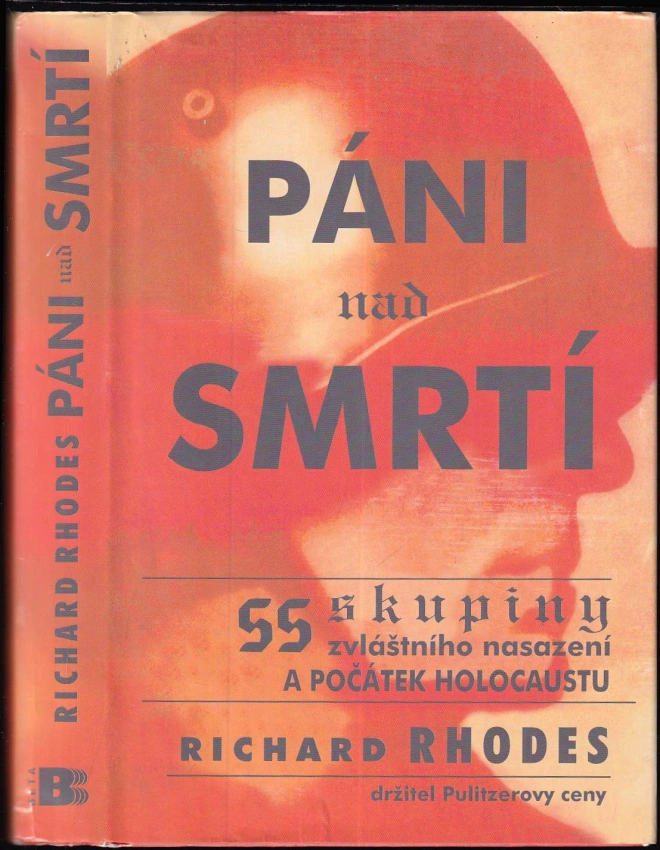 RICHARD RHODES PÁNI nad SMRTÍ
BETA
B
PÁNI
nad
SMRTÍ
SS skupiny
zvláštního nasazení
A POČÁTEK HOLOCAUSTU
RICHARD RHODES
držitel Pulitzerovy ceny